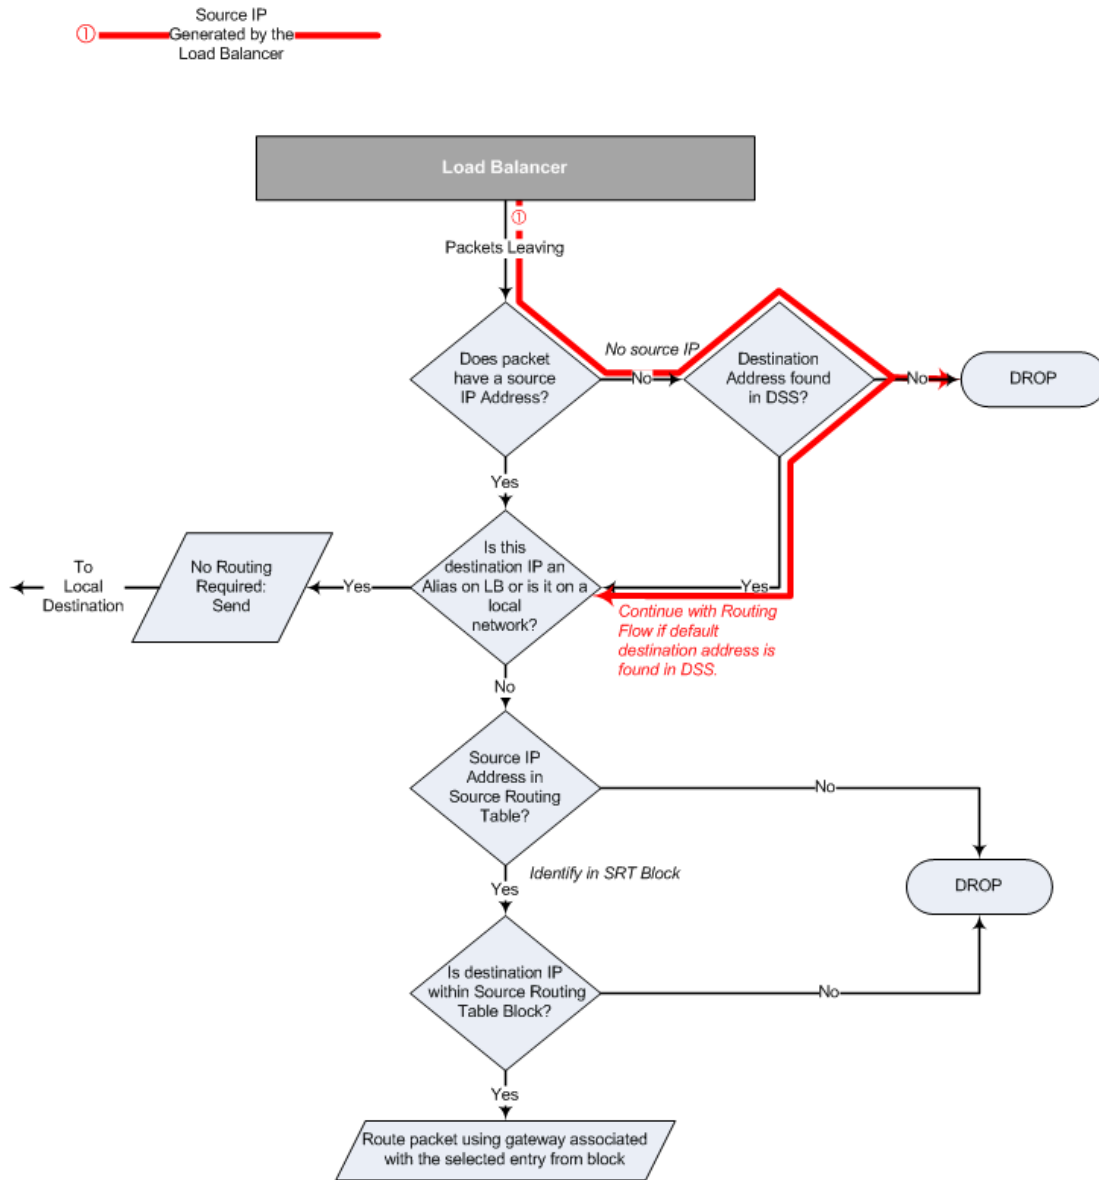 ①
Source IP
Generated by the
Load Balancer
Load Balancer
①
Packets Leaving
Does packet
have a source
IP Address?
No source IP
No
Destination
Address found
in DSS?
No
DROP
Yes
Is this
destination IP an
Alias on LB or is it on a
local
network?
Yes
No Routing
Required:
Send
To
Local
Destination
Yes
Continue with Routing
Flow if default
destination address is
found in DSS.
No
Source IP
Address in
Source Routing
Table?
No
Identify in SRT Block
Yes
DROP
Is destination IP
within Source Routing
Table Block?
No
Yes
Route packet using gateway associated
with the selected entry from block